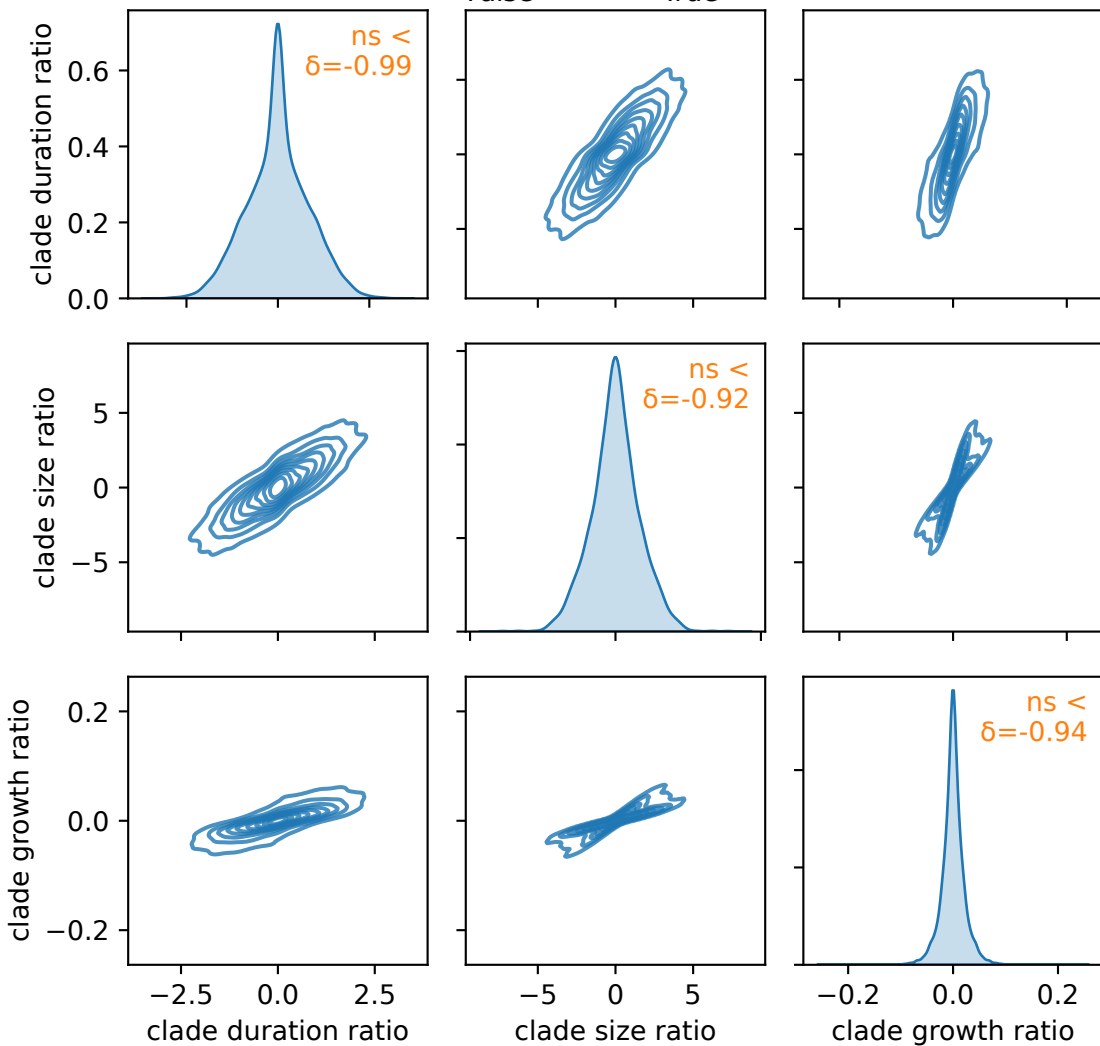 ns <
δ=-0.99
clade duration ratio
0.6
0.4
0.2
0.0
ns <
δ=-0.92
clade size ratio
5
0
−5
ns <
δ=-0.94
clade growth ratio
0.2
0.0
−0.2
−2.5 0.0 2.5
−5 0 5
−0.2 0.0 0.2
clade duration ratio
clade size ratio
clade growth ratio